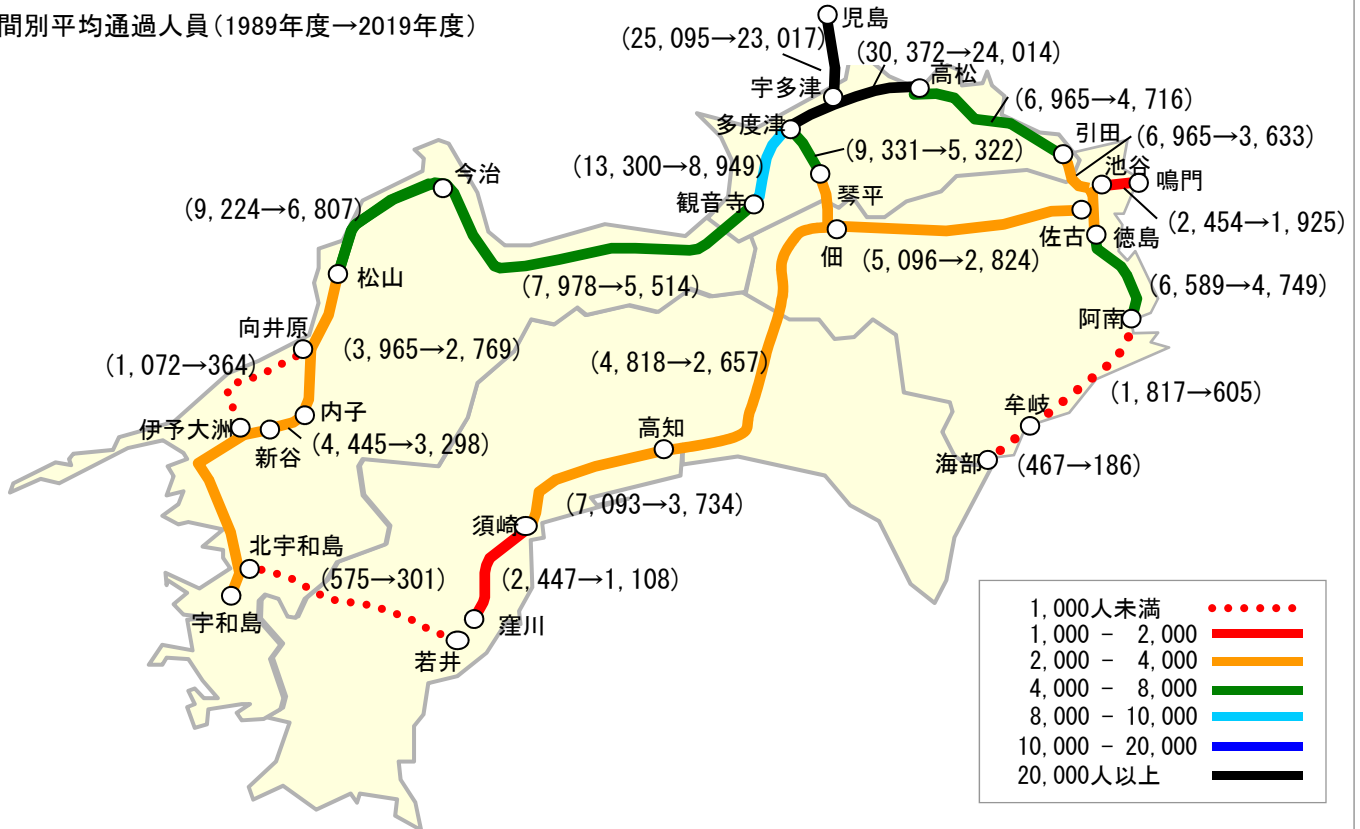 間別平均通過人員(1989年度→2019年度)
児島
(25,095→23,017)
(30,372→24,014)
宇多津
高松
(6,965→4,716)
多度津
引田
(6,965→3,633)
(9,331→5,322)
(13,300→8,949)
池谷
鳴門
今治
琴平
(9,224→6,807)
観音寺
(2,454→1,925)
佐古
徳島
佃
(5,096→2,824)
松山
(7,978→5,514)
(6,589→4,749)
阿南
向井原
(3,965→2,769)
(1,072→364)
(4,818→2,657)
(1,817→605)
牟岐
内子
伊予大洲
高知
(4,445→3,298)
新谷
海部
(467→186)
(7,093→3,734)
須崎
北宇和島
(575→301)
(2,447→1,108)
宇和島
窪川
若井
1,000人未満
1,000 - 2,000
2,000 - 4,000
4,000 - 8,000
8,000 - 10,000
10,000 - 20,000
20,000人以上